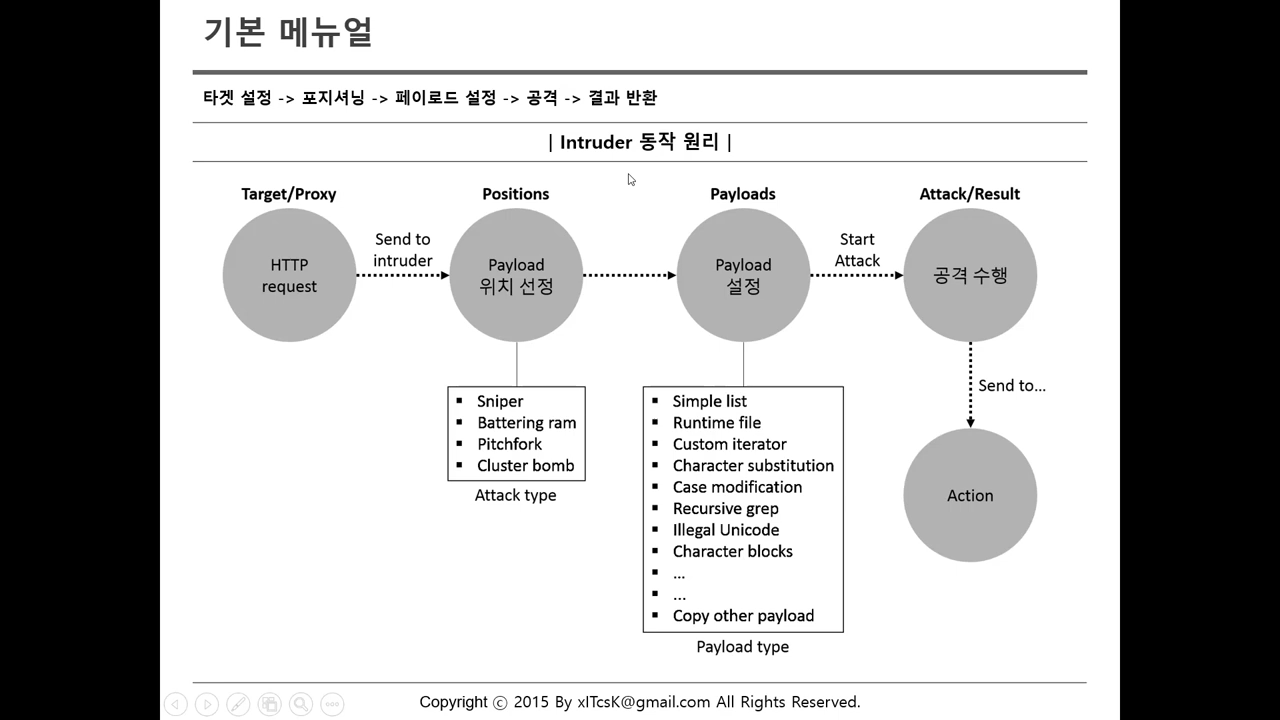 기본 메뉴얼
타겟 설정 -> 포지셔닝 -> 페이로드 설정 -> 공격 -> 결과 반환
| Intruder 동작 원리 |
Target/Proxy
Positions
Payloads
Attack/Result
HTTP
request
Send to
intruder
Payload
위치 선정
Payload
설정
Start
Attack
공격 수행
Send to...
Action
▪ Sniper
▪ Battering ram
▪ Pitchfork
▪ Cluster bomb
Attack type
▪ Simple list
▪ Runtime file
▪ Custom iterator
▪ Character substitution
▪ Case modification
▪ Recursive grep
▪ Illegal Unicode
▪ Character blocks
▪ ...
▪ ...
▪ Copy other payload
Payload type
Copyright ⓒ 2015 By xITcsK@gmail.com All Rights Reserved.